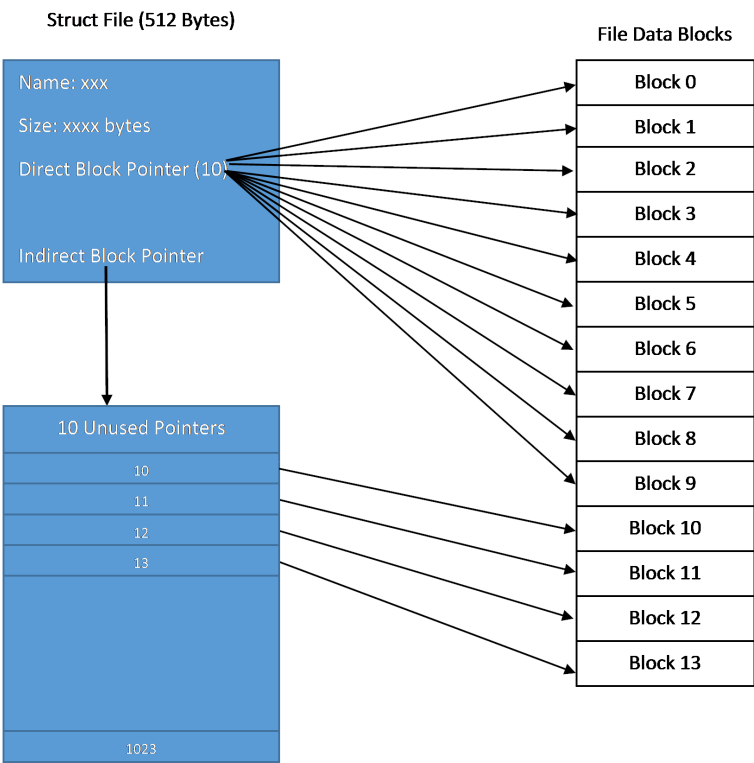 Struct File (512 Bytes)
Name: xxx
Size: xxxx bytes
Direct Block Pointer (10)
Indirect Block Pointer
10 Unused Pointers
10
11
12
13
1023
File Data Blocks
Block 0
Block 1
Block 2
Block 3
Block 4
Block 5
Block 6
Block 7
Block 8
Block 9
Block 10
Block 11
Block 12
Block 13